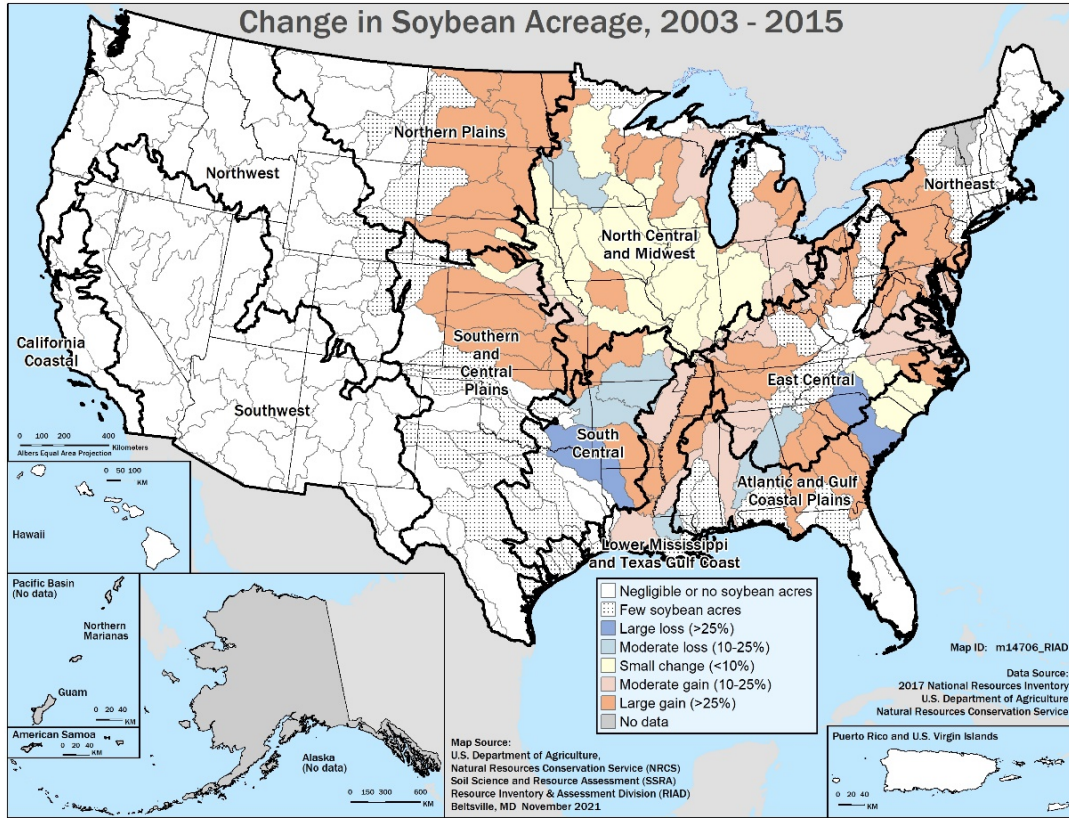 Change in Soybean Acreage, 2003 - 2015
Northern Plains
Northwest
Northeast
North Central
and Midwest
California
Coastal
Southern
and
Central
Plains
East Central
Southwest
0 100 200 400
Kilometers
Albers Equal Area Projection
South
Central
Atlantic and Gulf
Coastal Plains
Lower Mississippi
and Texas Gulf Coast
0 50 100
KM
Hawaii
Pacific Basin
(No data)
Northern
Marianas
Guam
0 20 40
KM
American Samoa
0 20 40
KM
Alaska
(No data)
0 150 300 600
KM
Negligible or no soybean acres
Few soybean acres
Large loss (>25%)
Moderate loss (10-25%)
Small change (<10%)
Moderate gain (10-25%)
Large gain (>25%)
No data
Map Source:
U.S. Department of Agriculture,
Natural Resources Conservation Service (NRCS)
Soil Science and Resource Assessment (SSRA)
Resource Inventory & Assessment Division (RIAD)
Beltsville, MD November 2021
Map ID: m14706_RIAD
Data Source:
2017 National Resources Inventory
U.S. Department of Agriculture
Natural Resources Conservation Service
Puerto Rico and U.S. Virgin Islands
0 20 40
KM